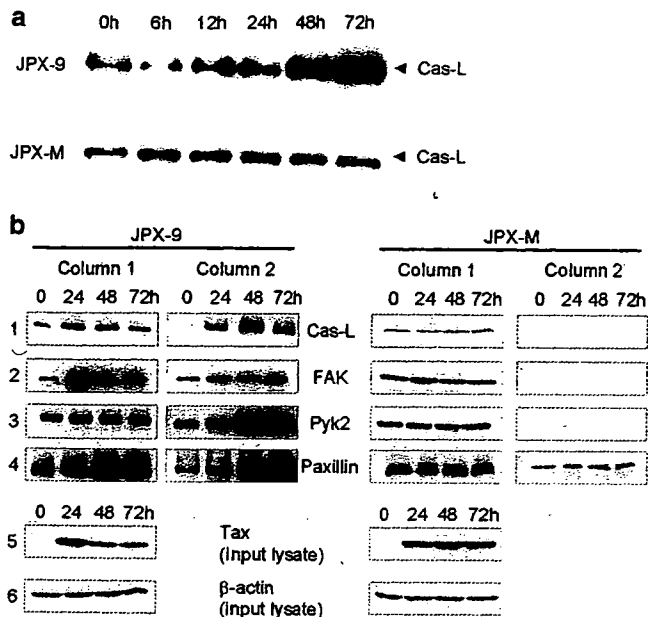 a
0h 6h 12h 24h 48h 72h
JPX-9 ◄ Cas-L
JPX-M ◄ Cas-L
b
JPX-9 JPX-M
Column 1 Column 2 Column 1 Column 2
0 24 48 72h 0 24 48 72h 0 24 48 72h 0 24 48 72h
1 Cas-L
2 FAK
3 Pyk2
4 Paxillin
0 24 48 72h 0 24 48 72h
5 Tax
(input lysate)
6 β-actin
(input lysate)